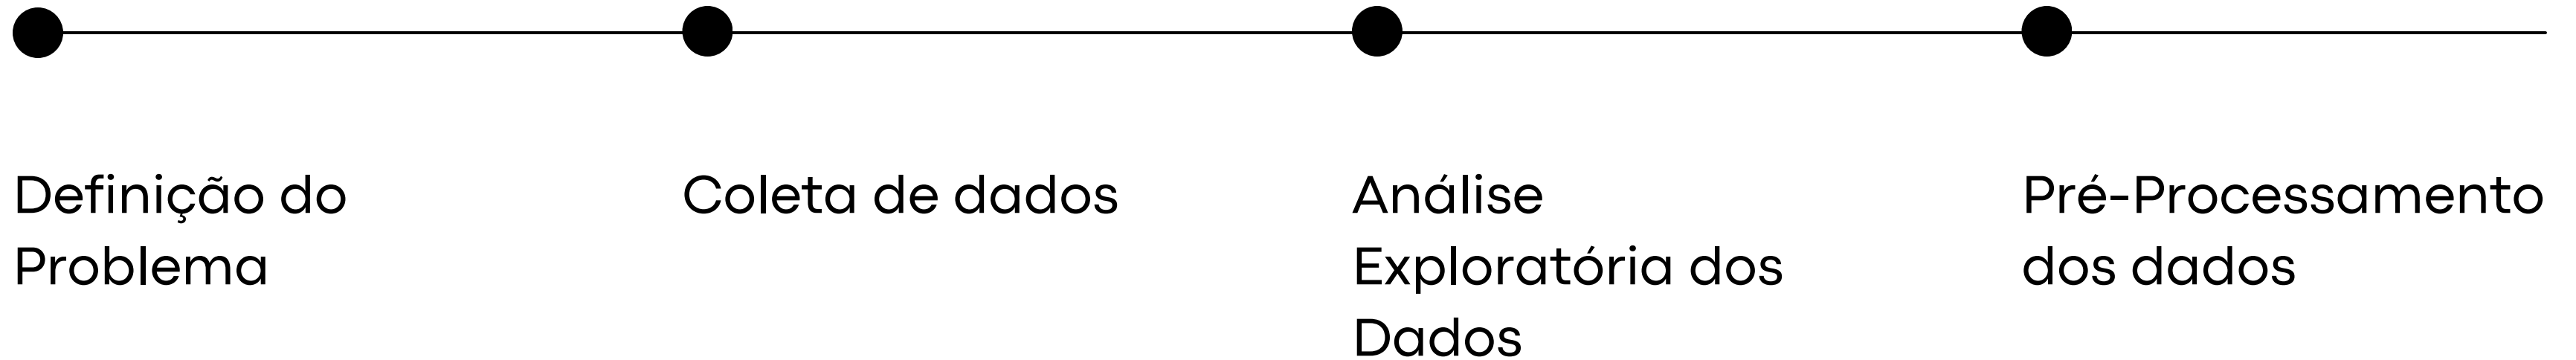 Definição do
Problema
Coleta de dados
Análise
Exploratória dos
Dados
Pré-Processamento
dos dados